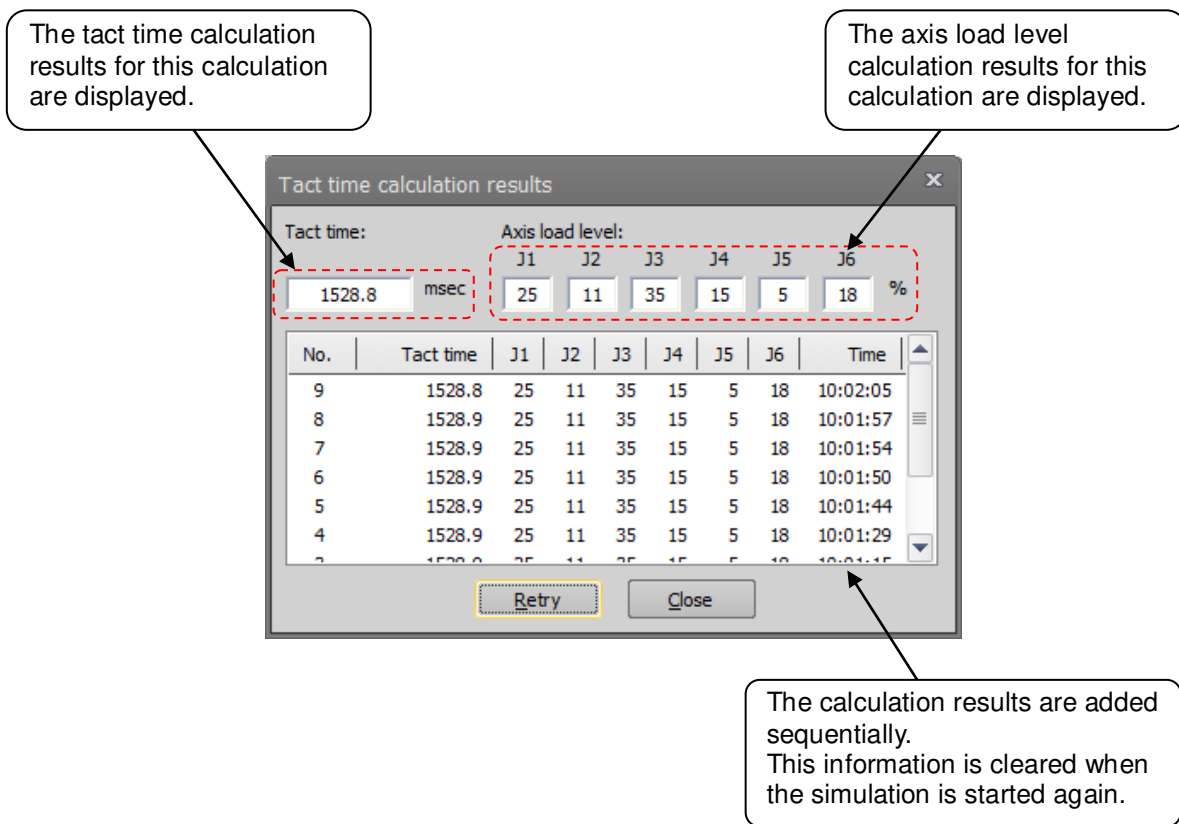 The tact time calculation
results for this calculation
are displayed.
The axis load level
calculation results for this
calculation are displayed.
Tact time calculation results
Tact time:
Axis load level:
J1 J2 J3 J4 J5 J6
1528.8 msec 25 11 35 15 5 18 %
No. Tact time J1 J2 J3 J4 J5 J6 Time
9 1528.8 25 11 35 15 5 18 10:02:05
8 1528.9 25 11 35 15 5 18 10:01:57
7 1528.9 25 11 35 15 5 18 10:01:54
6 1528.9 25 11 35 15 5 18 10:01:50
5 1528.9 25 11 35 15 5 18 10:01:44
4 1528.9 25 11 35 15 5 18 10:01:29
Retry Close
The calculation results are added
sequentially.
This information is cleared when
the simulation is started again.